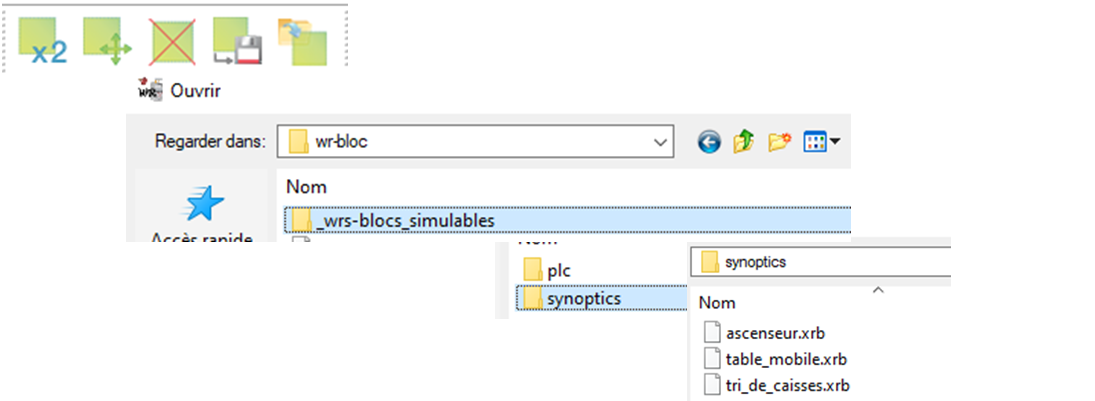 x2
WR
Ouvrir
Regarder dans: wr-bloc
Nom
_wrs-blocs_simulables
Accès rapide
Nom
plc
synoptics
synoptics
Nom
ascenseur.xrb
table_mobile.xrb
tri_de_caisses.xrb